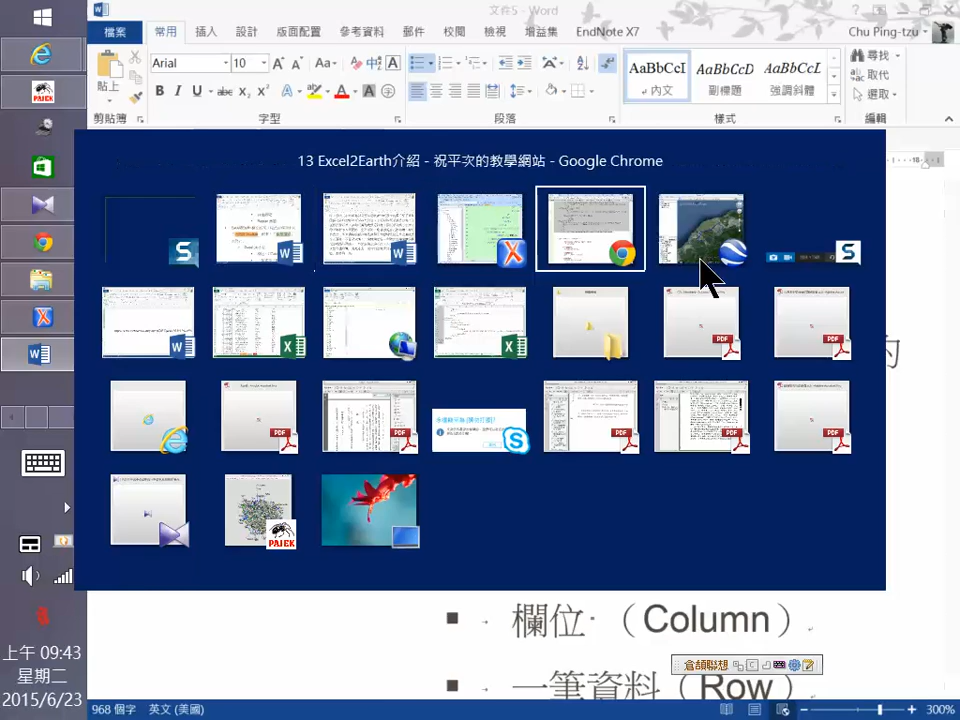 文件5 - Word
檔案 常用 插入 設計 版面配置 參考資料 郵件 校閱 檢視 增益集 EndNote X7 Chu Ping-tzu
Arial 10
貼上
AaBbCcI AaBbCcD AaBbCcI
內文 副標題 強調斜體
尋找
取代
選取
剪貼簿 字型 段落 樣式 編輯
13 Excel2Earth介紹 - 祝平次的教學網站 - Google Chrome
的
PAJEK
欄位 （Column）
倉頡聯想
一筆資料（Row）
上午 09:43
星期二
2015/6/23
968 個字 英文 (美國) 300%